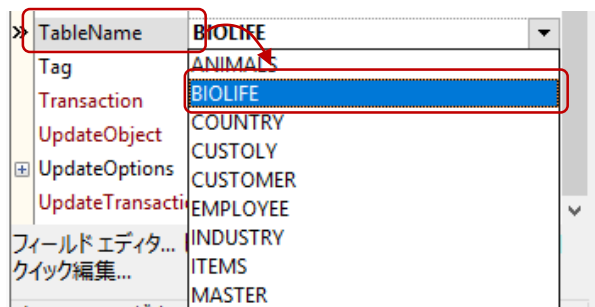 TableName BIOLIFE
Tag ANIMALS
Transaction BIOLIFE
UpdateObject COUNTRY
CUSTOLY
UpdateOptions CUSTOMER
UpdateTransacti EMPLOYEE
フィールド エディタ... INDUSTRY
クイック編集... ITEMS
MASTER